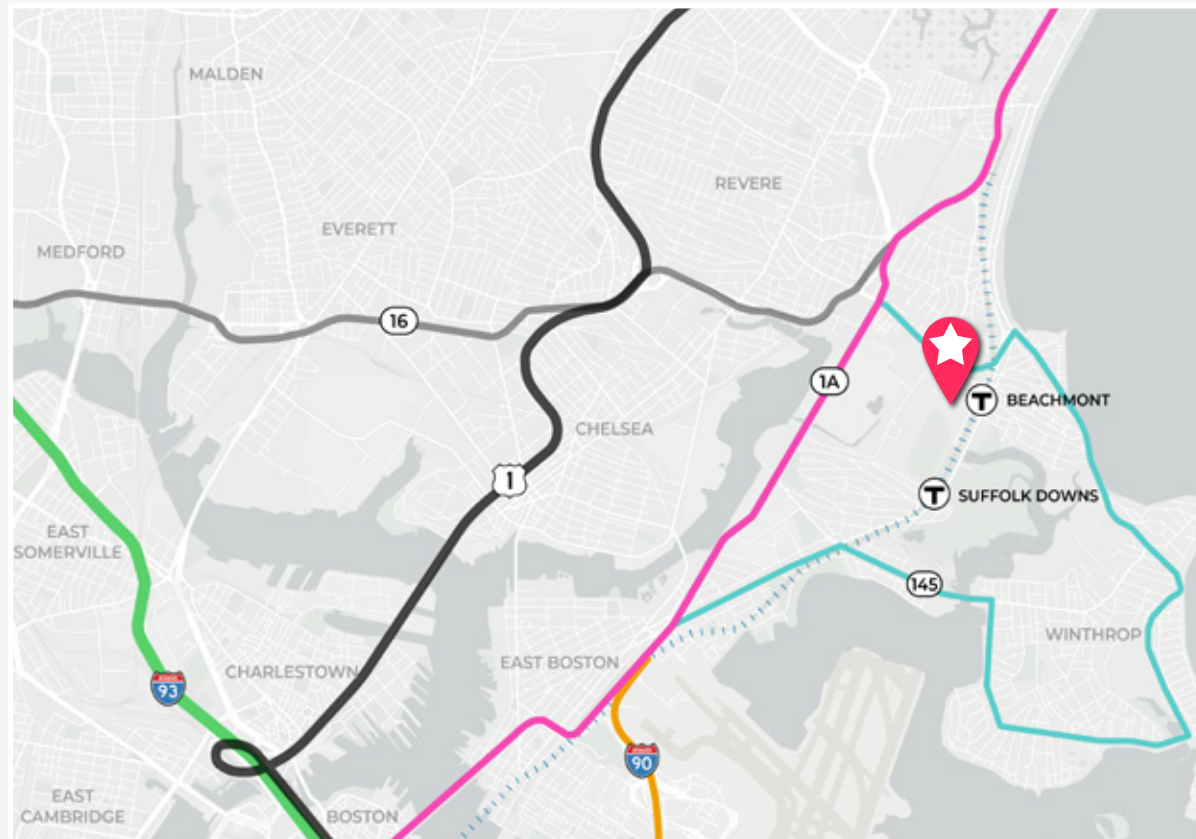 MALDEN
REVERE
EVERETT
MEDFORD
16
1A
T BEACHMONT
CHELSEA
1
T SUFFOLK DOWNS
EAST
SOMERVILLE
145
WINTHROP
EAST BOSTON
CHARLESTOWN
93
90
EAST
CAMBRIDGE
BOSTON